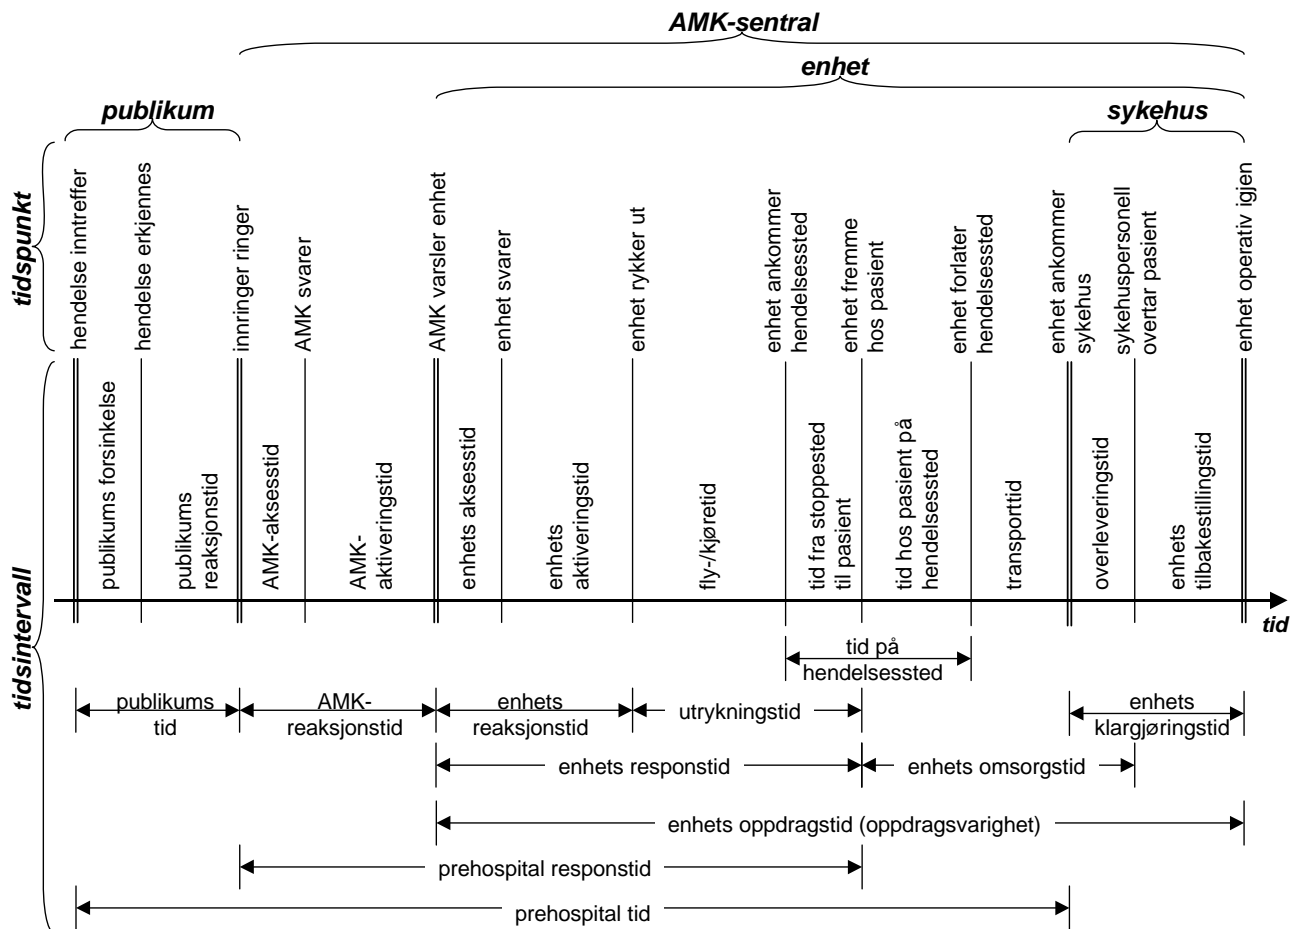 AMK-sentral
enhet
publikum
sykehus
tidspunkt
hendelse inntreffer
hendelse erkjennes
innringer ringer
AMK svarer
AMK varsler enhet
enhet svarer
enhet rykker ut
enhet ankommer
hendelsessted
enhet fremme
hos pasient
enhet forlater
hendelsessted
enhet ankommer
sykehus
sykehuspersonell
overtar pasient
enhet operativ igjen
tidsintervall
publikums forsinkelse
publikums
reaksjonstid
AMK-aksesstid
AMK-
aktiveringstid
enhets aksesstid
enhets
aktiveringstid
fly-/kjøretid
tid fra stoppested
til pasient
tid hos pasient på
hendelsessted
transporttid
overleveringstid
enhets
tilbakestillingstid
tid
tid på
hendelsessted
publikums
tid
AMK-
reaksjonstid
enhets
reaksjonstid
utrykningstid
enhets
klargjøringstid
enhets responstid
enhets omsorgstid
enhets oppdragstid (oppdragsvarighet)
prehospital responstid
prehospital tid